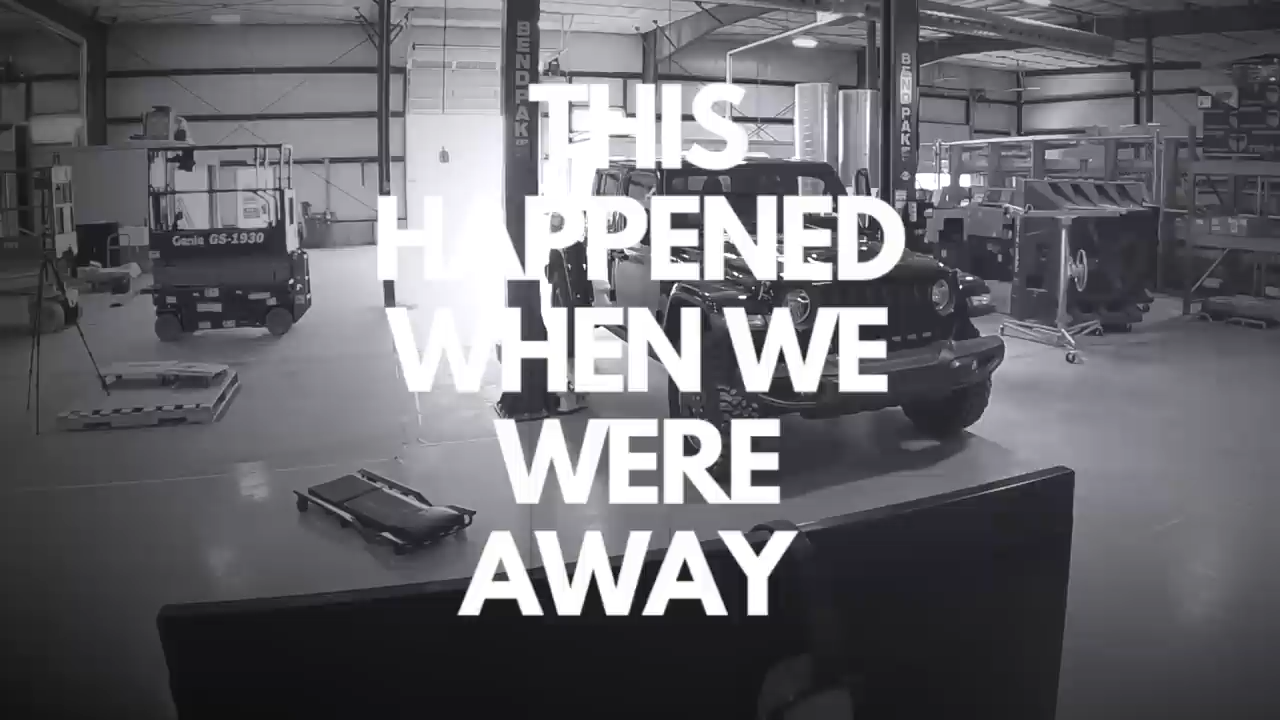 BENDPAK
BENDPAK
THIS
HAPPENED
WHEN WE
WERE
AWAY
Genie GS-1930